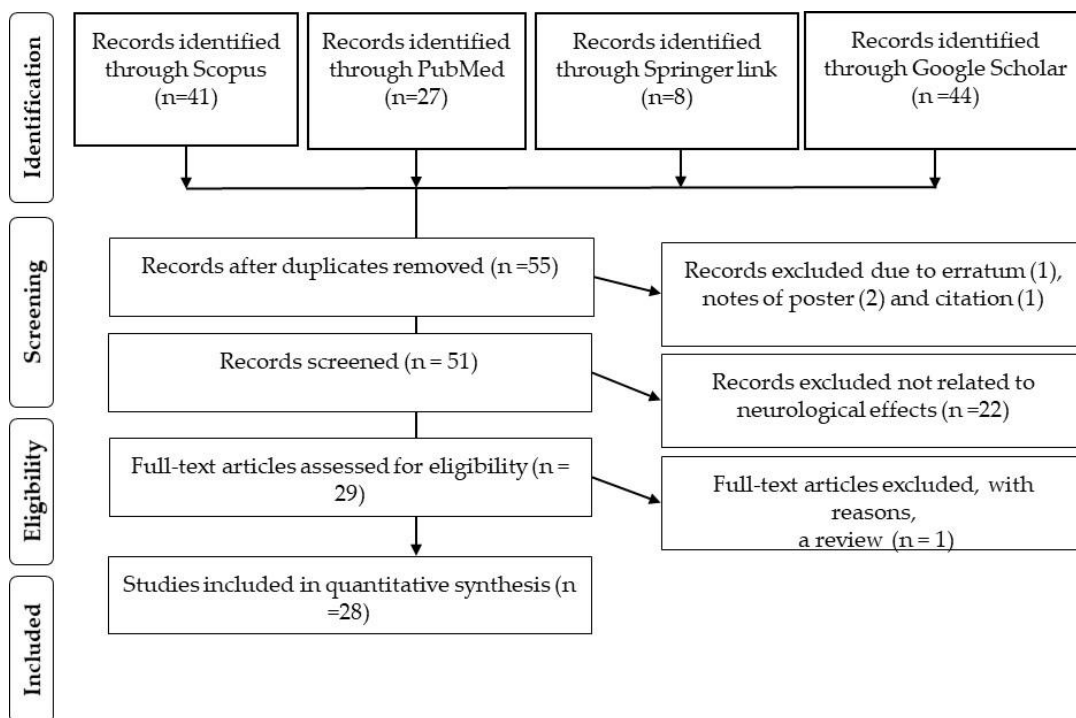 Identification
Records identified
through Scopus
(n=41)
Records identified
through PubMed
(n=27)
Records identified
through Springer link
(n=8)
Records identified
through Google Scholar
(n =44)
Screening
Records after duplicates removed (n =55)
Records excluded due to erratum (1),
notes of poster (2) and citation (1)
Records screened (n = 51)
Records excluded not related to
neurological effects (n =22)
Eligibility
Full-text articles assessed for eligibility (n =
29)
Full-text articles excluded, with
reasons,
a review (n = 1)
Included
Studies included in quantitative synthesis (n
=28)